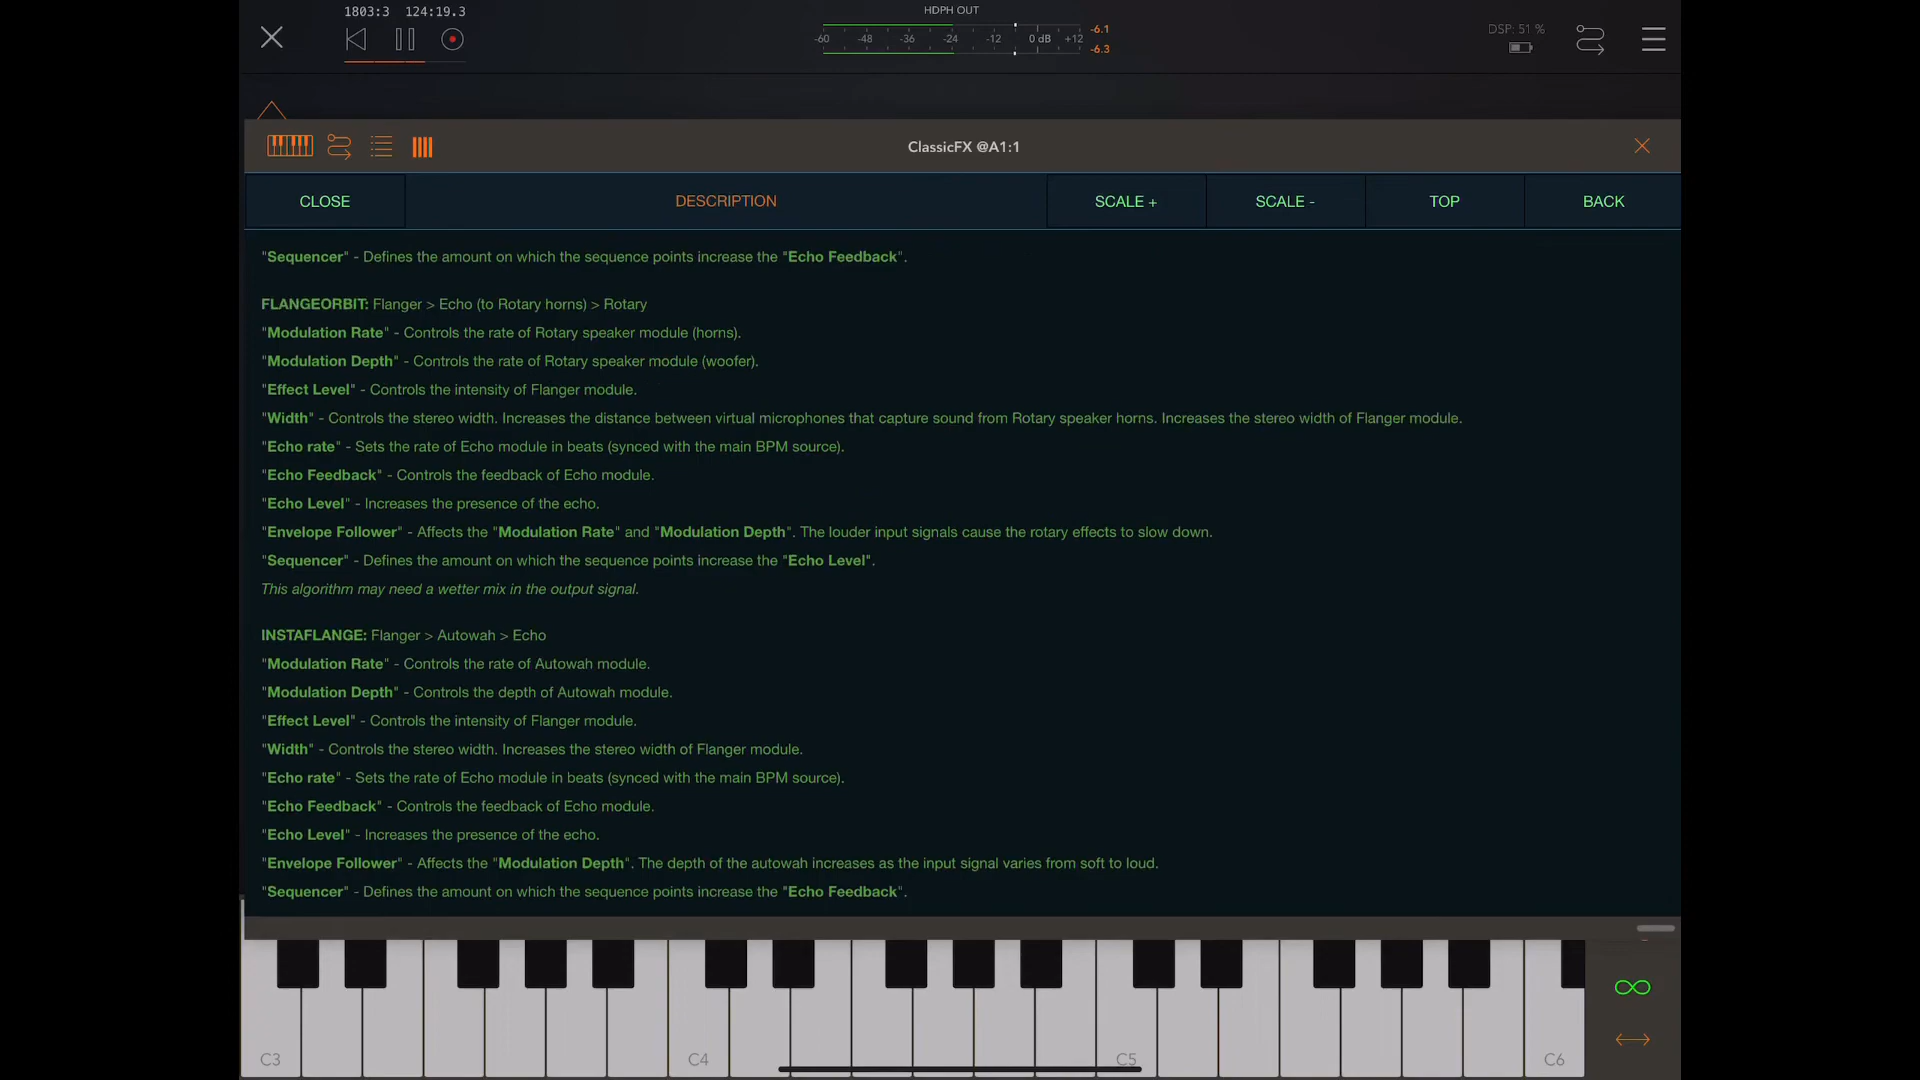 1803:3 124:19.3
HDPH OUT
-60 -48 -36 -24 -12 0 dB +12
-6.1
-6.3
DSP: 51 %
ClassicFX @A1:1
CLOSE DESCRIPTION SCALE + SCALE - TOP BACK
"Sequencer" - Defines the amount on which the sequence points increase the "Echo Feedback".
FLANGEORBIT: Flanger > Echo (to Rotary horns) > Rotary
"Modulation Rate" - Controls the rate of Rotary speaker module (horns).
"Modulation Depth" - Controls the rate of Rotary speaker module (woofer).
"Effect Level" - Controls the intensity of Flanger module.
"Width" - Controls the stereo width. Increases the distance between virtual microphones that capture sound from Rotary speaker horns. Increases the stereo width of Flanger module.
"Echo rate" - Sets the rate of Echo module in beats (synced with the main BPM source).
"Echo Feedback" - Controls the feedback of Echo module.
"Echo Level" - Increases the presence of the echo.
"Envelope Follower" - Affects the "Modulation Rate" and "Modulation Depth". The louder input signals cause the rotary effects to slow down.
"Sequencer" - Defines the amount on which the sequence points increase the "Echo Level".
This algorithm may need a wetter mix in the output signal.
INSTAFLANGE: Flanger > Autowah > Echo
"Modulation Rate" - Controls the rate of Autowah module.
"Modulation Depth" - Controls the depth of Autowah module.
"Effect Level" - Controls the intensity of Flanger module.
"Width" - Controls the stereo width. Increases the stereo width of Flanger module.
"Echo rate" - Sets the rate of Echo module in beats (synced with the main BPM source).
"Echo Feedback" - Controls the feedback of Echo module.
"Echo Level" - Increases the presence of the echo.
"Envelope Follower" - Affects the "Modulation Depth". The depth of the autowah increases as the input signal varies from soft to loud.
"Sequencer" - Defines the amount on which the sequence points increase the "Echo Feedback".
C3 C4 C5 C6